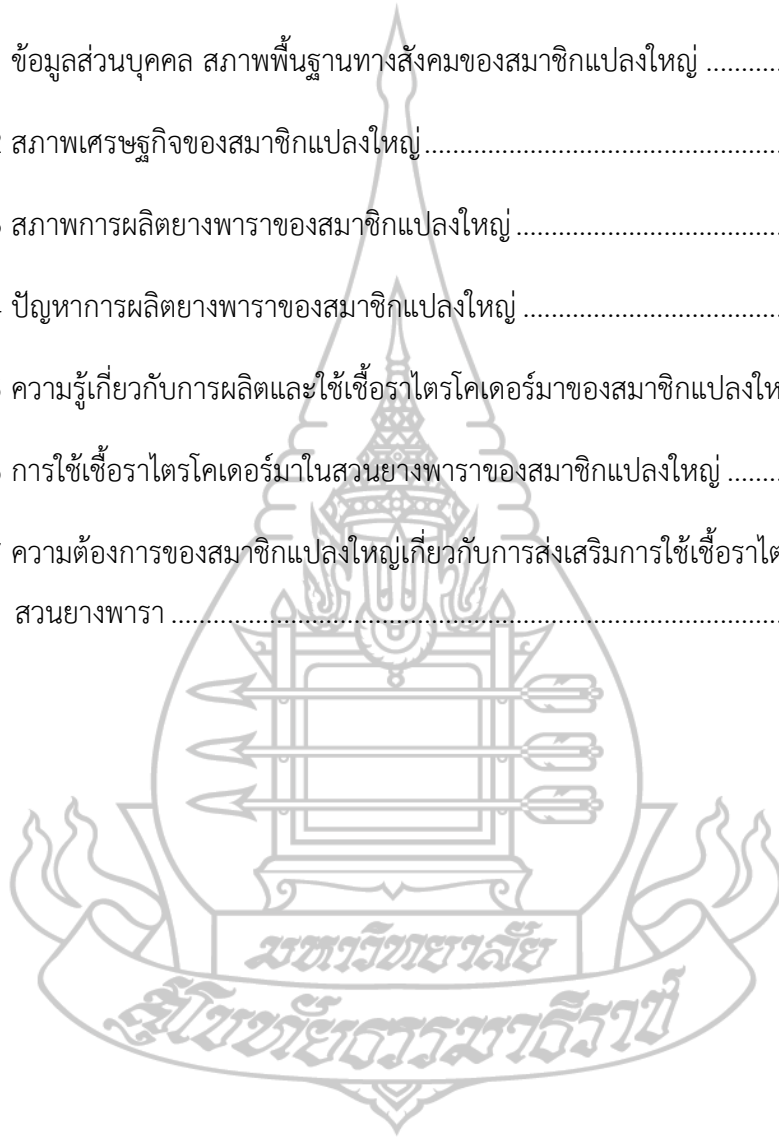 ข้อมูลส่วนบุคคล สภาพพื้นฐานทางสังคมของสมาชิกแปลงใหญ่ ...........
สภาพเศรษฐกิจของสมาชิกแปลงใหญ่ ......................................................
สภาพการผลิตยางพาราของสมาชิกแปลงใหญ่ ........................................
ปัญหาการผลิตยางพาราของสมาชิกแปลงใหญ่ .......................................
ความรู้เกี่ยวกับการผลิตและใช้เชื้อราไตรโคเดอร์มาของสมาชิกแปลงให
การใช้เชื้อราไตรโคเดอร์มาในสวนยางพาราของสมาชิกแปลงใหญ่ ........
ความต้องการของสมาชิกแปลงใหญ่เกี่ยวกับการส่งเสริมการใช้เชื้อราไต
สวนยางพารา ...........................................................................................
มหาวิทยาลัย
สุโขทัยธรรมาธิราช